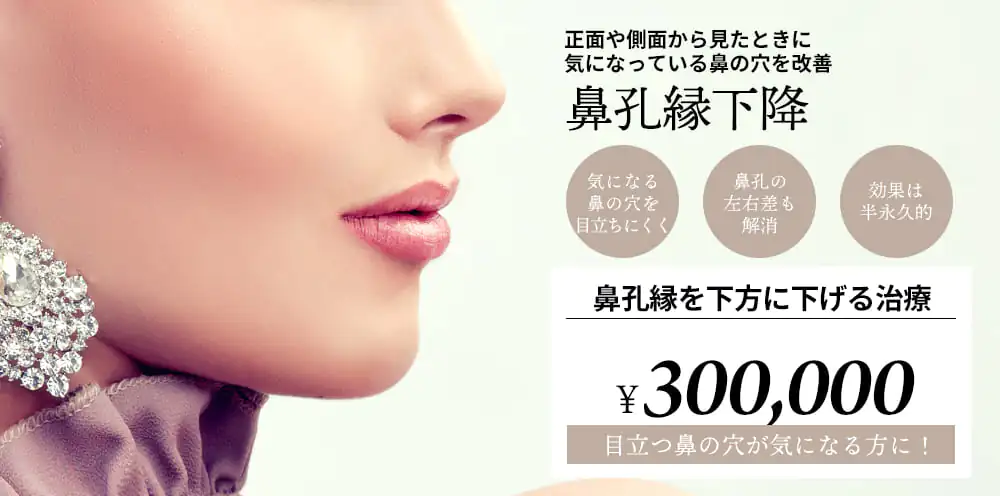 正面や側面から見たときに
気になっている鼻の穴を改善
鼻孔縁下降
気になる
鼻の穴を
目立ちにくく
鼻孔の
左右差も
解消
効果は
半永久的
鼻孔縁を下方に下げる治療
¥300,000
目立つ鼻の穴が気になる方に！